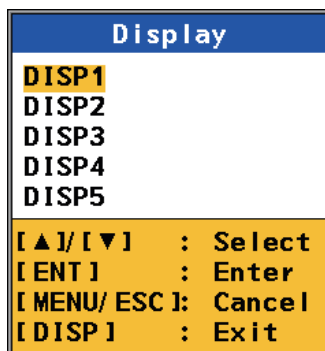 Display
DISP1
DISP2
DISP3
DISP4
DISP5
[▲]/[▼] : Select
[ENT] : Enter
[MENU/ESC]: Cancel
[DISP] : Exit